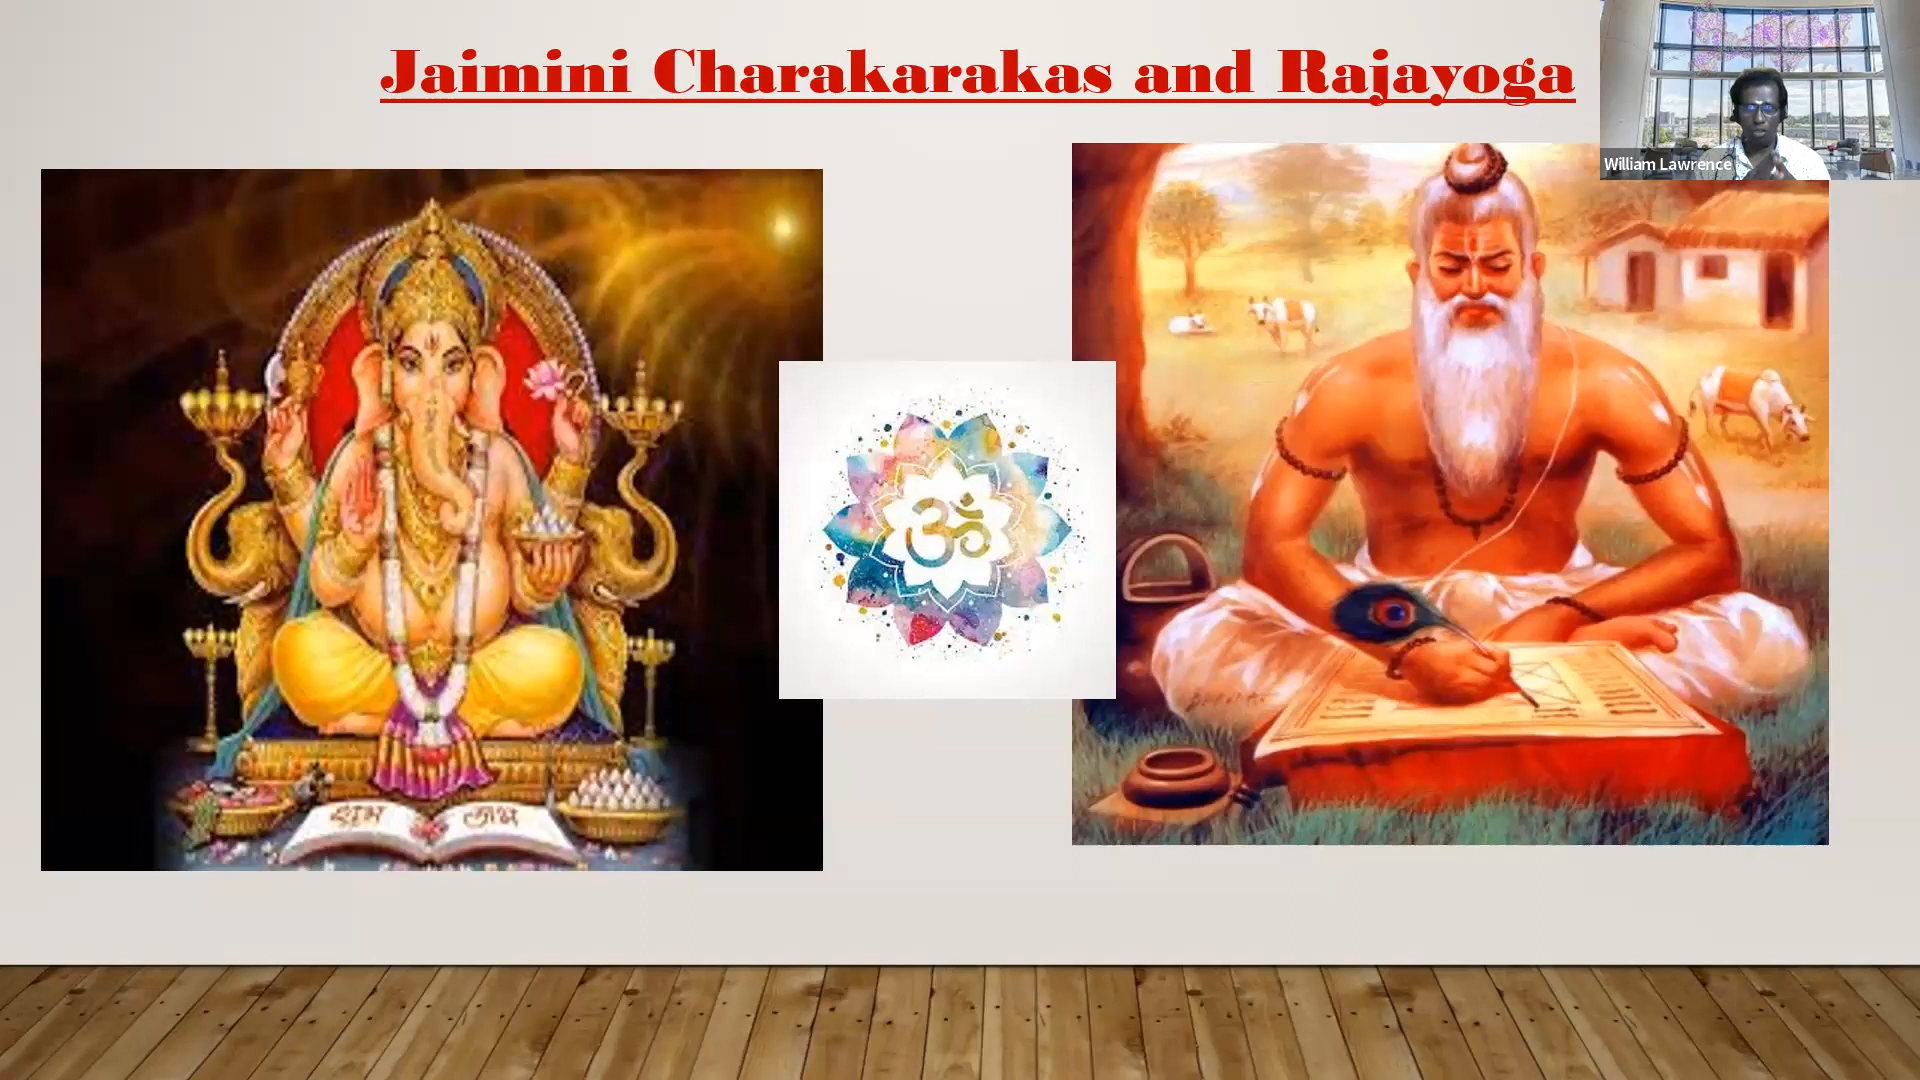 Jaimini Charakarakas and Rajayoga
William Lawrence
ॐ
शुभ लाभ